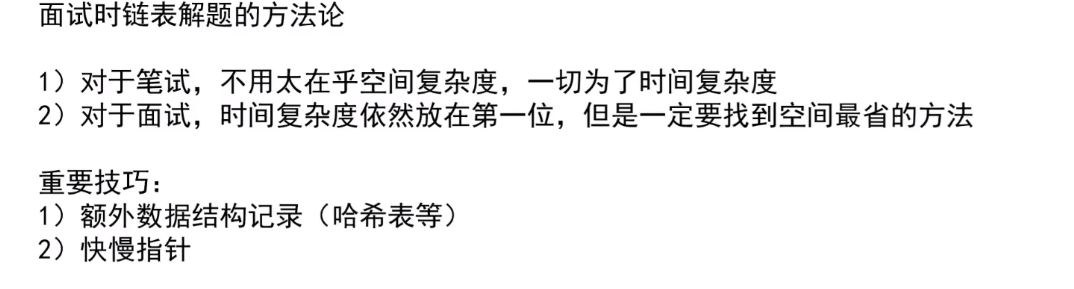 面试时链表解题的方法论
1）对于笔试，不用太在乎空间复杂度，一切为了时间复杂度
2）对于面试，时间复杂度依然放在第一位，但是一定要找到空间最省的方法
重要技巧：
1）额外数据结构记录（哈希表等）
2）快慢指针